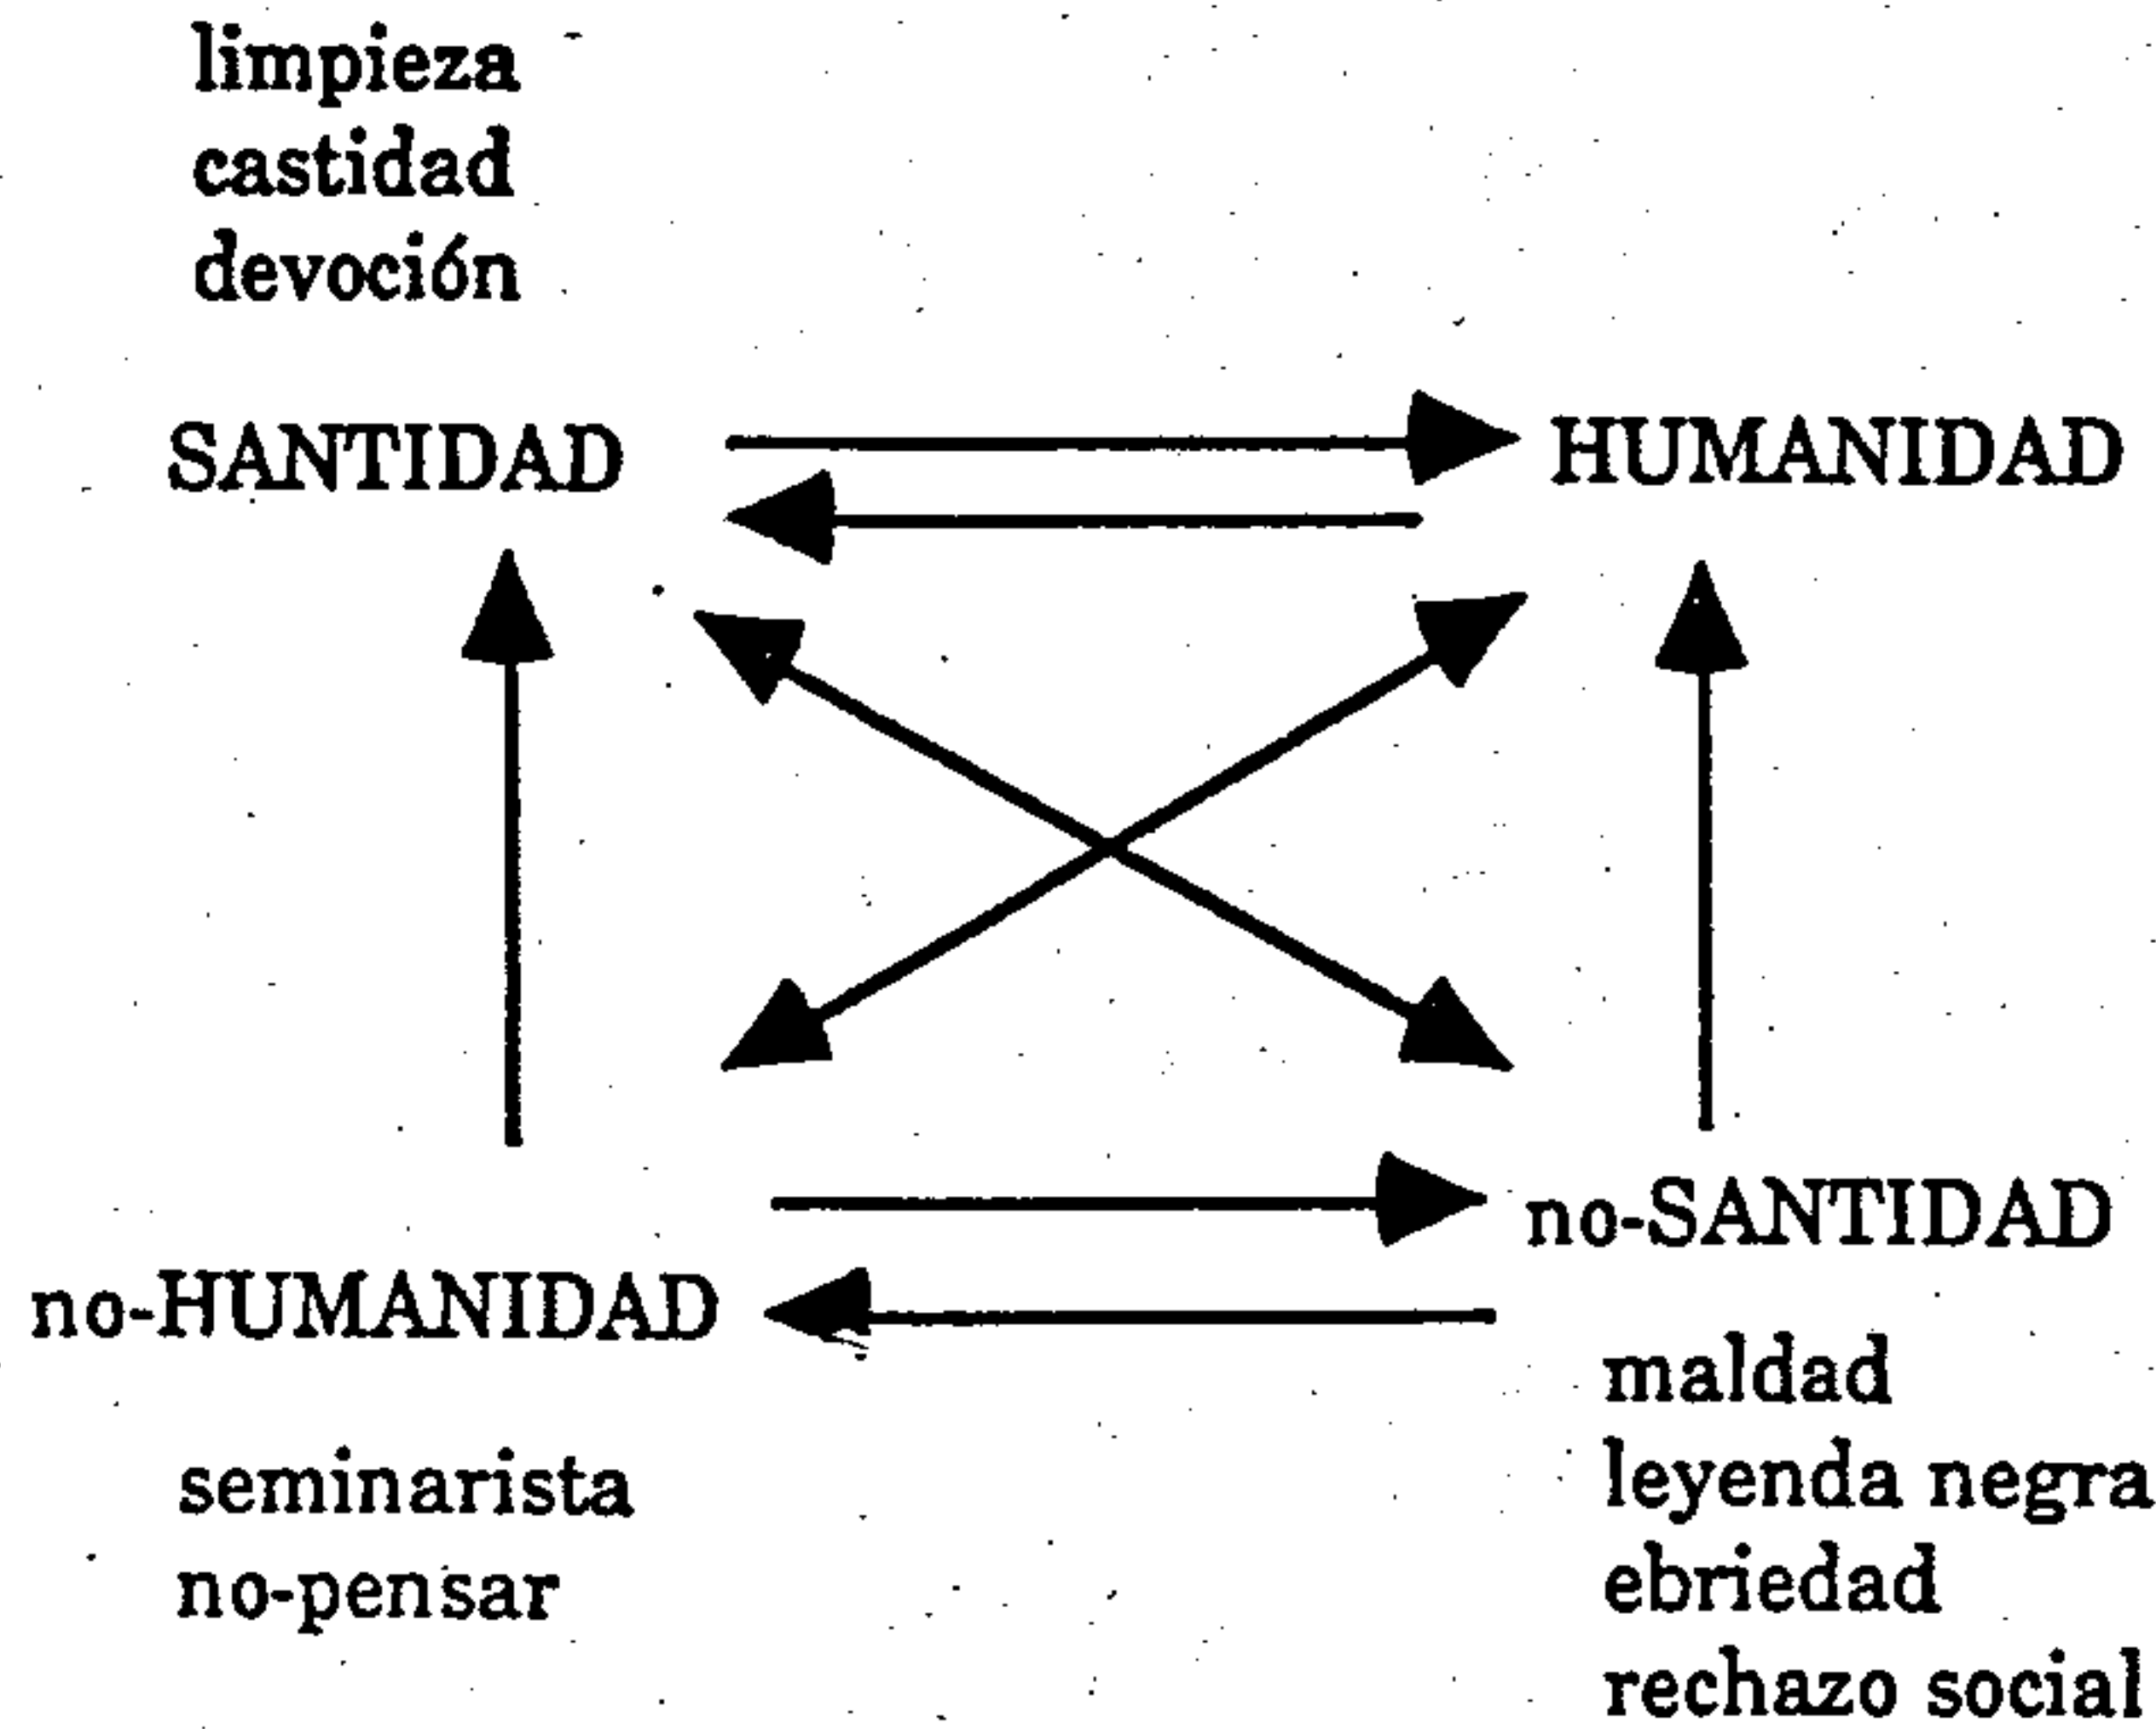 limpieza
castidad
devoción
SANTIDAD
HUMANIDAD
no-SANTIDAD
no-HUMANIDAD
maldad
leyenda negra
ebriedad
rechazo social
seminarista
no-pensar